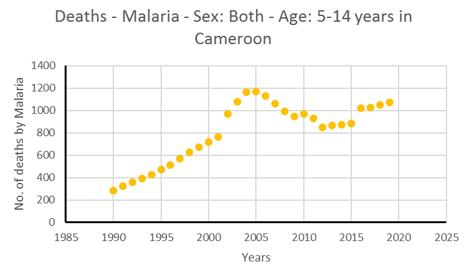 Deaths - Malaria - Sex: Both - Age: 5-14 years in
Cameroon
No. of deaths by Malaria
1400
1200
1000
800
600
400
200
0
1985 1990 1995 2000 2005 2010 2015 2020 2025
Years